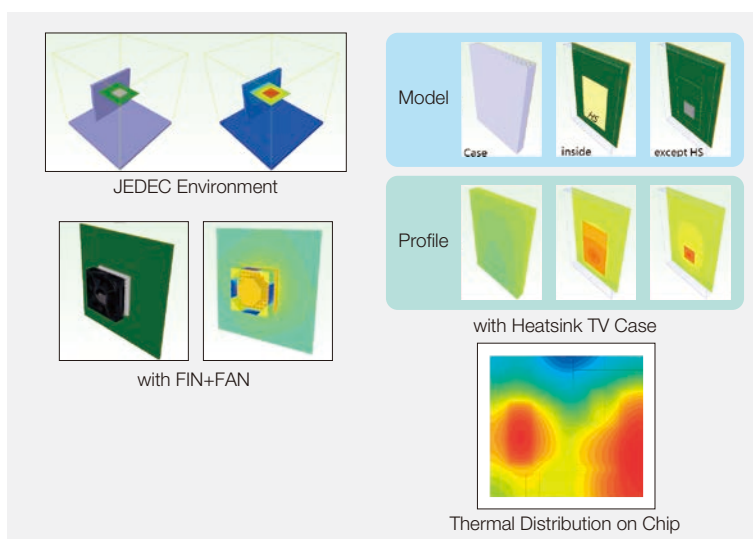 JEDEC Environment
with FIN+FAN
Model
Case
inside
HS
except HS
Profile
with Heatsink TV Case
Thermal Distribution on Chip